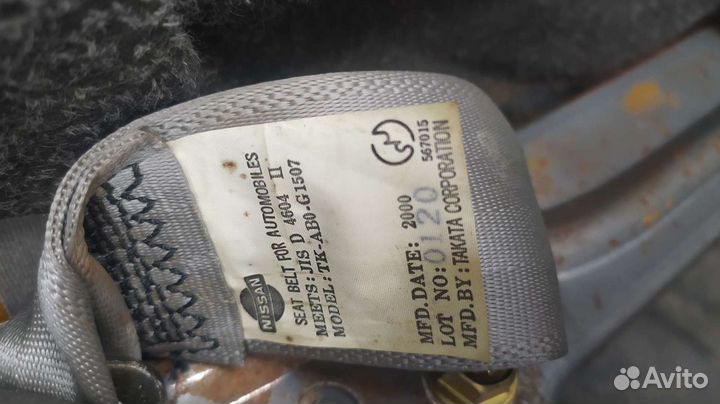 NISSAN
SEAT BELT FOR AUTOMOBILES
MEETS:JIS D 4604 II
MODEL:TK-AB0-G1507
MFD.DATE: 2000
LOT NO:0120
MFD.BY:TAKATA CORPORATION
567015
Avito